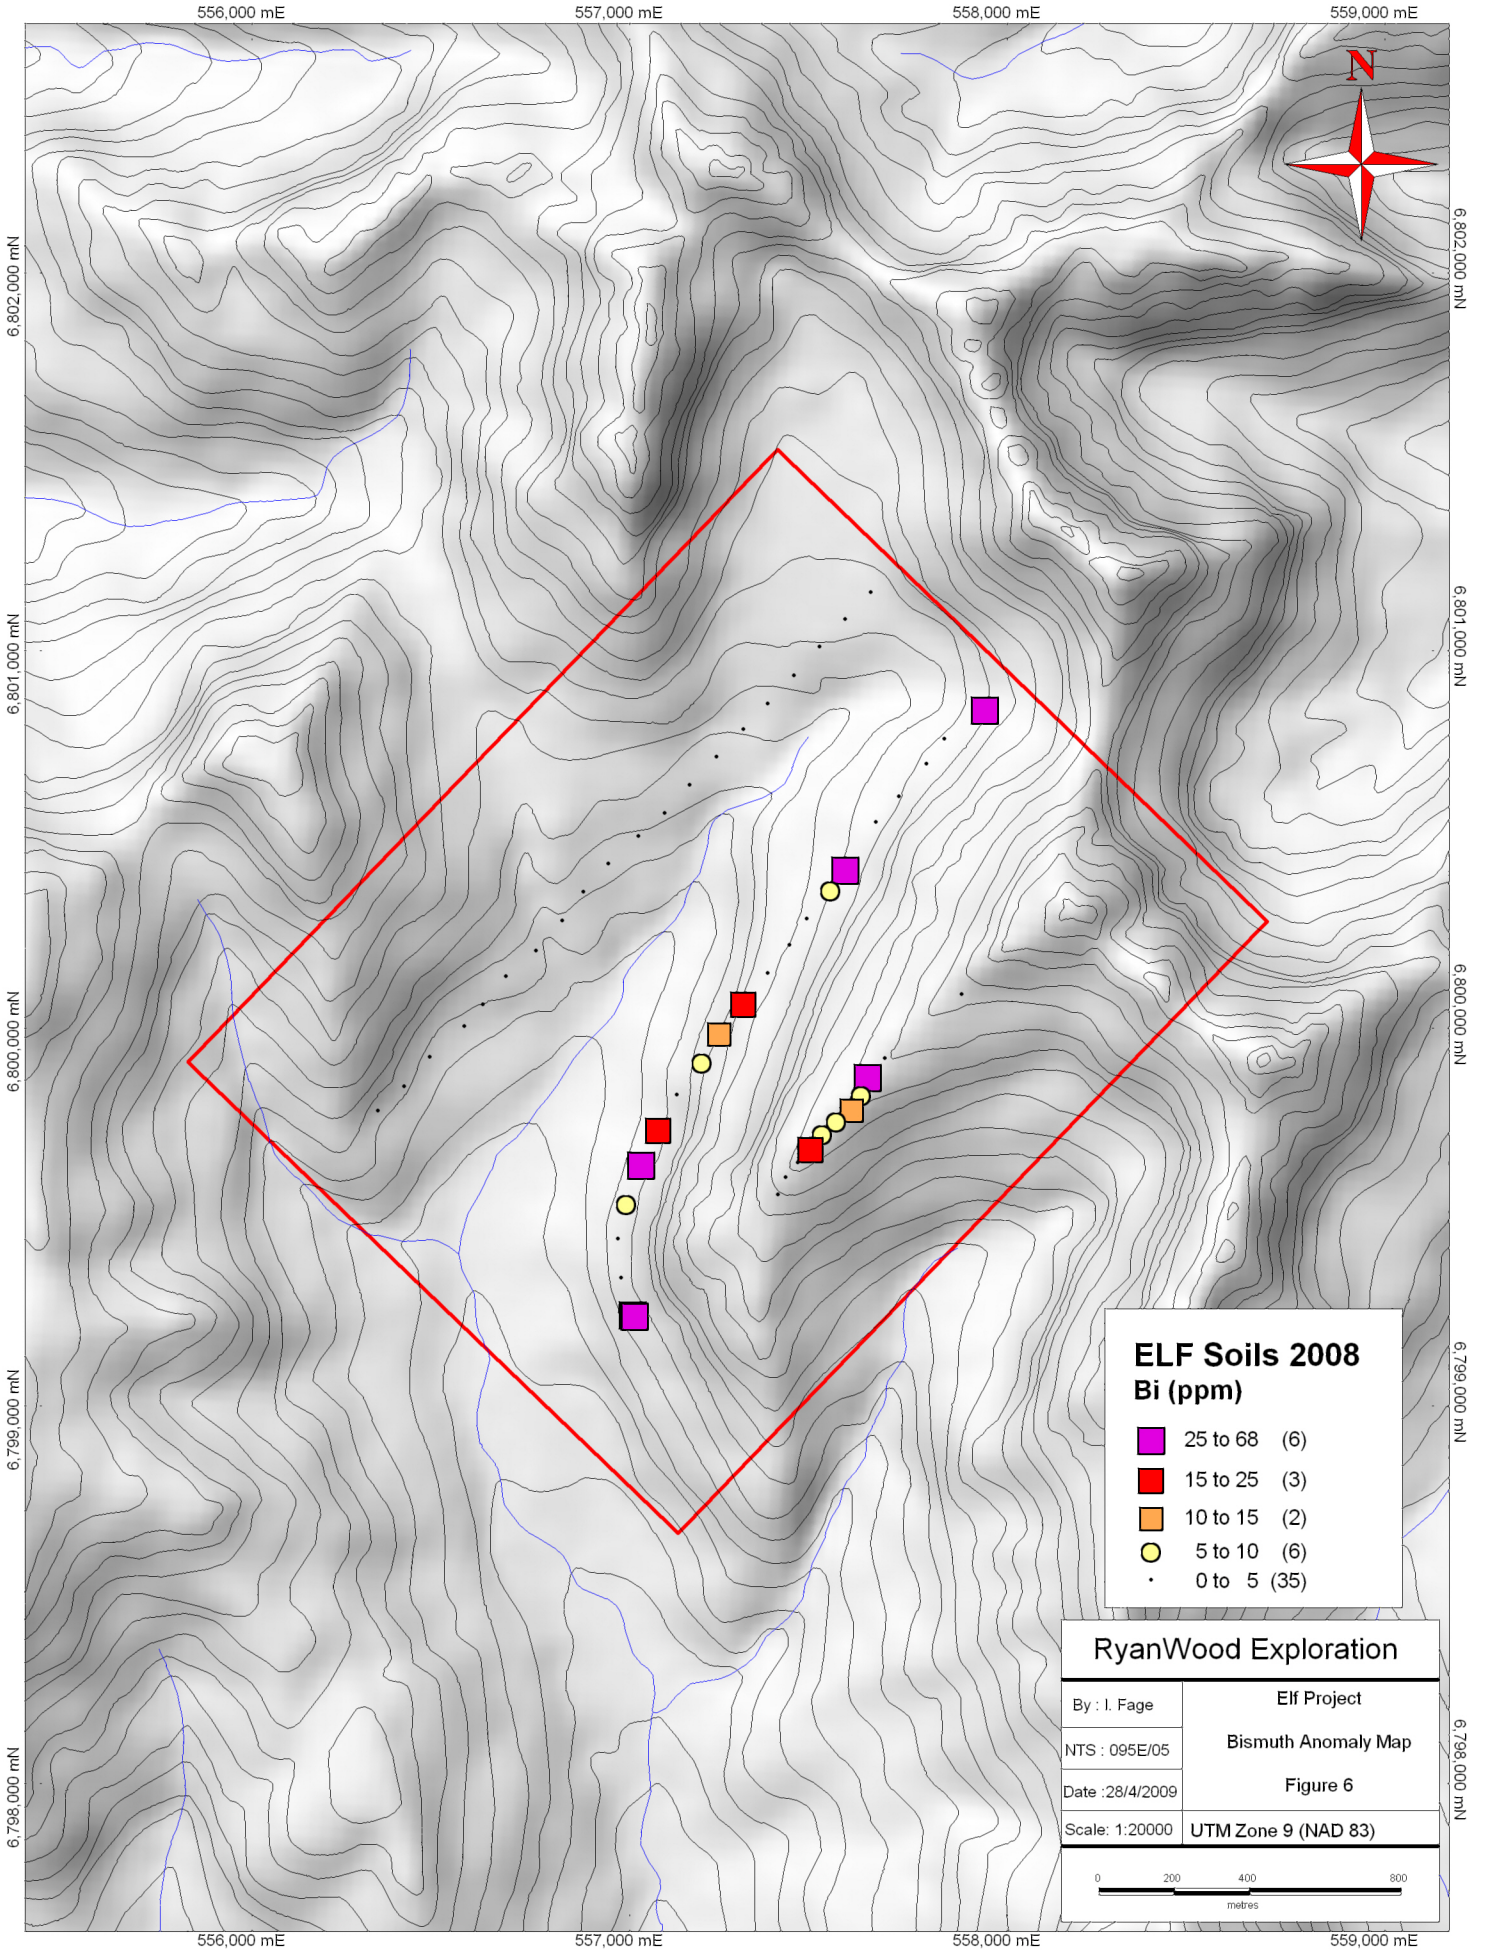 556,000 mE
557,000 mE
558,000 mE
559,000 mE
N
6,802,000 mN
6,802,000 mN
6,801,000 mN
6,801,000 mN
6,800,000 mN
6,800,000 mN
6,799,000 mN
6,799,000 mN
6,798,000 mN
6,798,000 mN
ELF Soils 2008
Bi (ppm)
25 to 68 (6)
15 to 25 (3)
10 to 15 (2)
5 to 10 (6)
0 to 5 (35)
RyanWood Exploration
By : I. Fage
Elf Project
Bismuth Anomaly Map
NTS : 095E/05
Figure 6
Date :28/4/2009
Scale: 1:20000
UTM Zone 9 (NAD 83)
0 200 400 800
metres
556,000 mE
557,000 mE
558,000 mE
559,000 mE